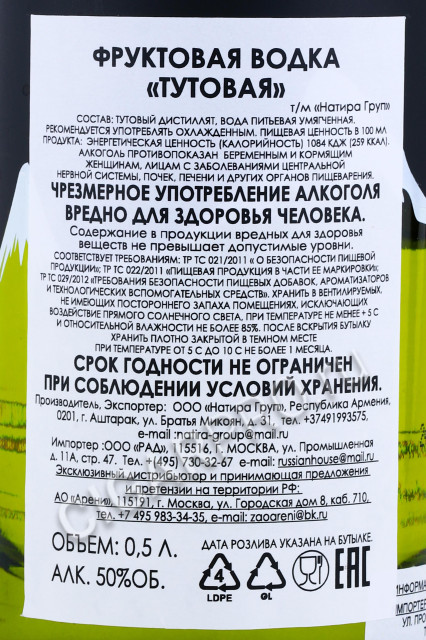 ФРУКТОВАЯ ВОДКА
«ТУТОВАЯ»
т/м «Натира Груп»
СОСТАВ: ТУТОВЫЙ ДИСТИЛЛЯТ, ВОДА ПИТЬЕВАЯ УМЯГЧЕННАЯ.
РЕКОМЕНДУЕТСЯ УПОТРЕБЛЯТЬ ОХЛАЖДЕННЫМ. ПИЩЕВАЯ ЦЕННОСТЬ В 100 МЛ
ПРОДУКТА: ЭНЕРГЕТИЧЕСКАЯ ЦЕННОСТЬ (КАЛОРИЙНОСТЬ) 1084 КДЖ (259 ККАЛ).
АЛКОГОЛЬ ПРОТИВОПОКАЗАН БЕРЕМЕННЫМ И КОРМЯЩИМ
ЖЕНЩИНАМ, ЛИЦАМ С ЗАБОЛЕВАНИЯМИ ЦЕНТРАЛЬНОЙ
НЕРВНОЙ СИСТЕМЫ, ПОЧЕК, ПЕЧЕНИ И ДРУГИХ ОРГАНОВ ПИЩЕВАРЕНИЯ.
ЧРЕЗМЕРНОЕ УПОТРЕБЛЕНИЕ АЛКОГОЛЯ
ВРЕДНО ДЛЯ ЗДОРОВЬЯ ЧЕЛОВЕКА.
Содержание в продукции вредных для здоровья
веществ не превышает допустимые уровни.
СООТВЕТСТВУЕТ ТРЕБОВАНИЯМ: ТР ТС 021/2011 « О БЕЗОПАСНОСТИ ПИЩЕВОЙ
ПРОДУКЦИИ»; ТР ТС 022/2011 «ПИЩЕВАЯ ПРОДУКЦИЯ В ЧАСТИ ЕЕ МАРКИРОВКИ»; ТР
ТС 029/2012 «ТРЕБОВАНИЯ БЕЗОПАСНОСТИ ПИЩЕВЫХ ДОБАВОК, АРОМАТИЗАТОРОВ
И ТЕХНОЛОГИЧЕСКИХ ВСПОМОГАТЕЛЬНЫХ СРЕДСТВ». ХРАНИТЬ В ВЕНТИЛИРУЕМЫХ,
НЕ ИМЕЮЩИХ ПОСТОРОННЕГО ЗАПАХА ПОМЕЩЕНИЯХ, ИСКЛЮЧАЮЩИХ
ВОЗДЕЙСТВИЕ ПРЯМОГО СОЛНЕЧНОГО СВЕТА, ПРИ ТЕМПЕРАТУРЕ НЕ МЕНЕЕ + 5 С
И ОТНОСИТЕЛЬНОЙ ВЛАЖНОСТИ НЕ БОЛЕЕ 85%. ПОСЛЕ ВСКРЫТИЯ БУТЫЛКУ
ХРАНИТЬ ПЛОТНО ЗАКРЫТОЙ В ТЕМНОМ МЕСТЕ
ПРИ ТЕМПЕРАТУРЕ ОТ 5 С ДО 10 С НЕ БОЛЕЕ 1 МЕСЯЦА.
СРОК ГОДНОСТИ НЕ ОГРАНИЧЕН
ПРИ СОБЛЮДЕНИИ УСЛОВИЙ ХРАНЕНИЯ.
Производитель, Экспортер: ООО «Натира Груп», Республика Армения,
0201, г. Аштарак, ул. Братья Микоян, д. 31, тел. +37491993575,
e-mail :natira-group@mail.ru
Импортер :ООО «РАД», 115516, Г. МОСКВА, УЛ. Промышленная
д. 11А, стр. 47. Тел. +(495) 730-32-67 e-mail: russianhouse@mail.ru
Эксклюзивный дистрибьютор и принимающая предложения
и претензии на территории РФ:
АО «Арени», 115191, г. Москва, ул. Городская д. 8, каб. 710,
тел.+7 495 983-34-35, e-mail: zaoareni@bk.ru
ОБЪЕМ: 0,5 Л.
АЛК. 50%ОБ.
ДАТА РОЗЛИВА УКАЗАНА НА БУТЫЛКЕ.
4
LDPE
GL
EAC